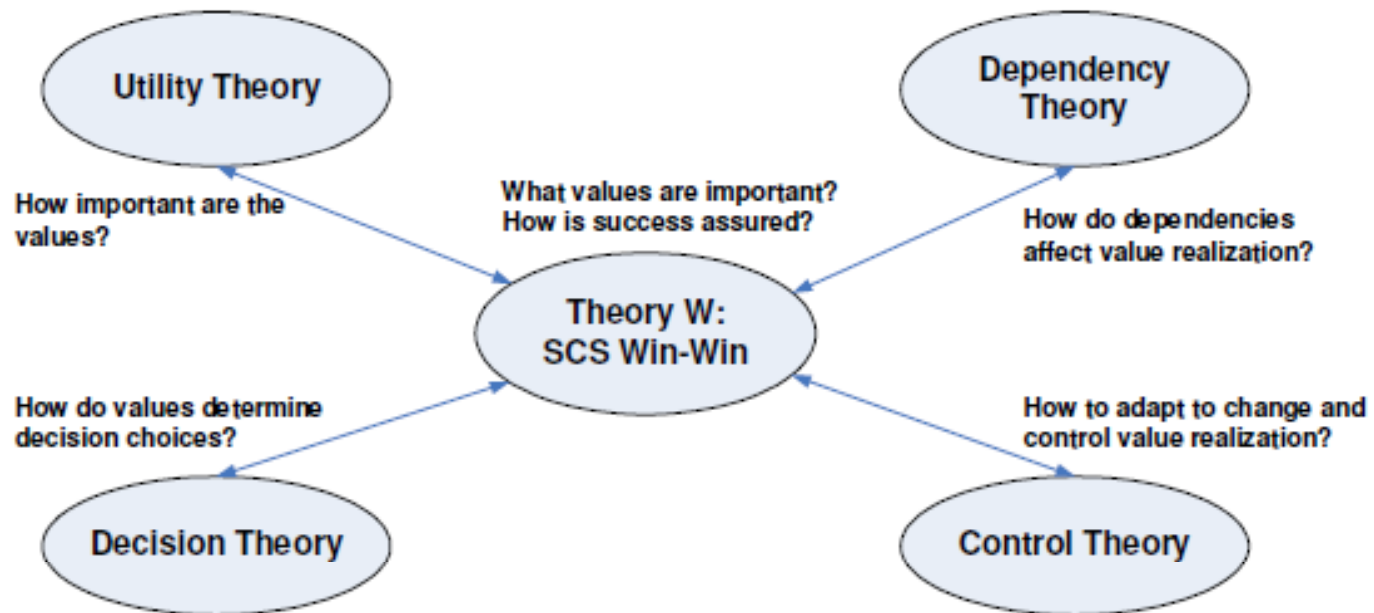 Utility Theory
Dependency
Theory
How important are the
values?
What values are important?
How is success assured?
How do dependencies
affect value realization?
Theory W:
SCS Win-Win
How do values determine
decision choices?
How to adapt to change and
control value realization?
Decision Theory
Control Theory